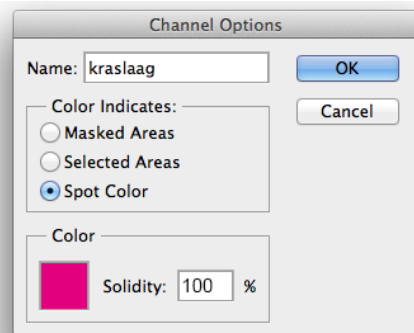 Channel Options
Name: kraslaag
OK
Cancel
Color Indicates:
Masked Areas
Selected Areas
Spot Color
Color
Solidity: 100 %